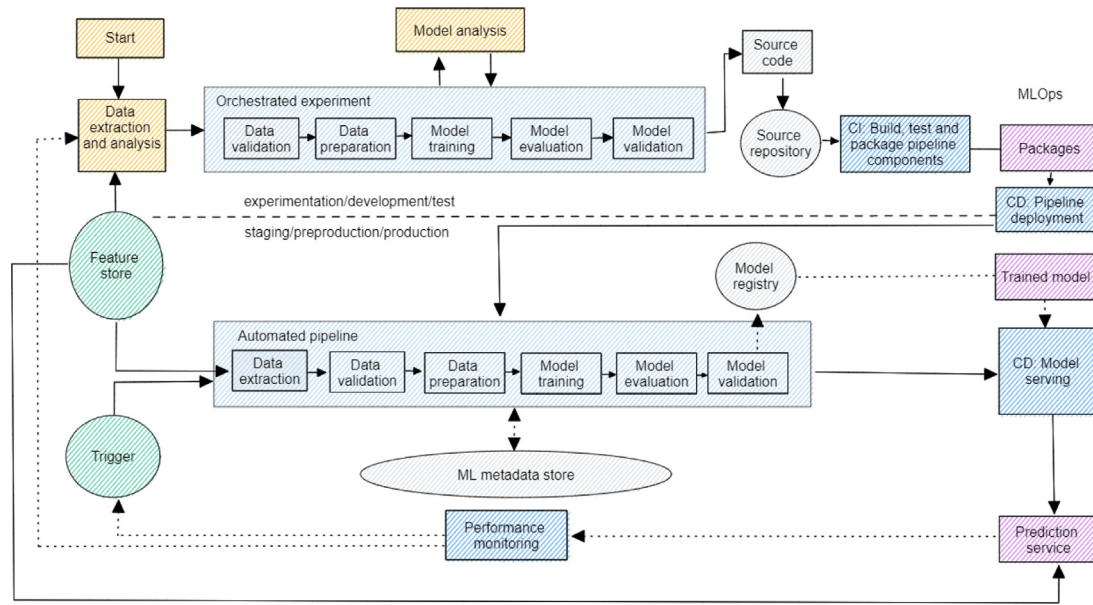 Start
Model analysis
Source
code
MLOps
Data
extraction
and analysis
Orchestrated experiment
Data
validation
Data
preparation
Model
training
Model
evaluation
Model
validation
Source
repository
CI: Build, test and
package pipeline
components
Packages
experimentation/development/test
CD: Pipeline
deployment
staging/preproduction/production
Feature
store
Model
registry
Trained model
Automated pipeline
Data
extraction
Data
validation
Data
preparation
Model
training
Model
evaluation
Model
validation
CD: Model
serving
Trigger
ML metadata store
Performance
monitoring
Prediction
service